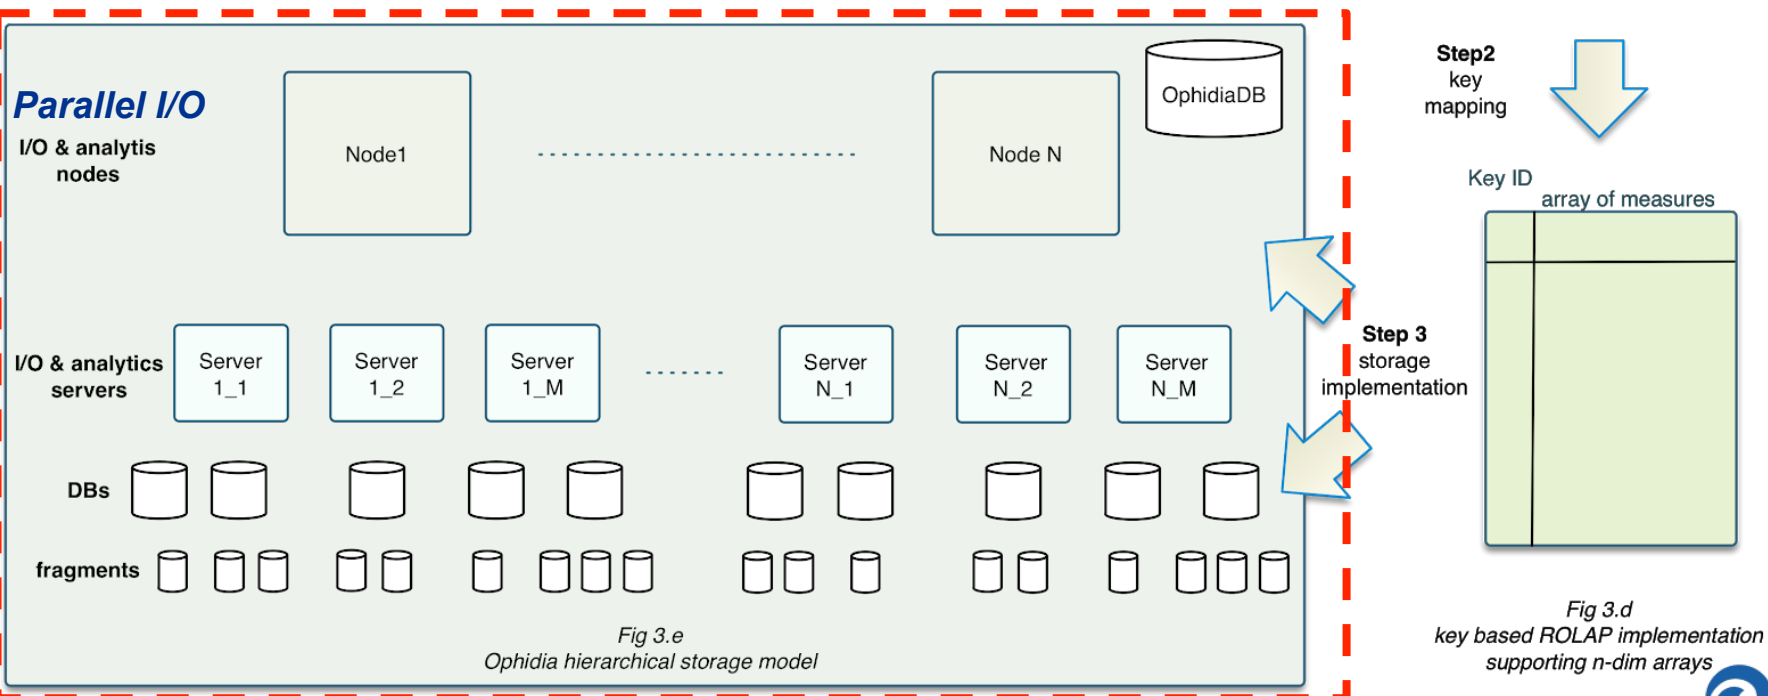 Parallel I/O
I/O & analytis
nodes
Node1
Node N
OphidiaDB
I/O & analytics
servers
Server
1_1
Server
1_2
Server
1_M
Server
N_1
Server
N_2
Server
N_M
DBs
fragments
Fig 3.e
Ophidia hierarchical storage model
Step2
key
mapping
Key ID
array of measures
Step 3
storage
implementation
Fig 3.d
key based ROLAP implementation
supporting n-dim arrays